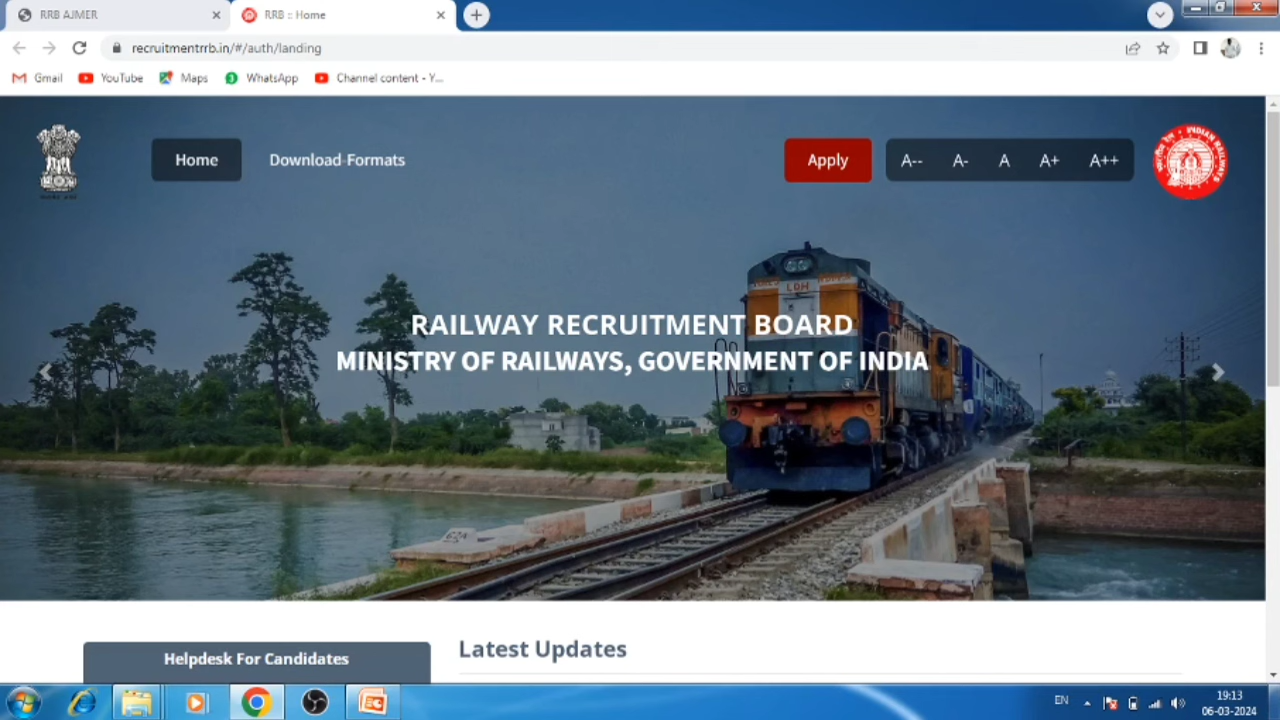 RRB AJMER
RRB :: Home
recruitmentrrb.in/#/auth/landing
Gmail
YouTube
Maps
WhatsApp
Channel content - Y...
Home
Download-Formats
Apply
A--
A-
A
A+
A++
INDIAN RAILWAYS
LDH
RAILWAY RECRUITMENT BOARD
MINISTRY OF RAILWAYS, GOVERNMENT OF INDIA
Helpdesk For Candidates
Latest Updates
EN
19:13
06-03-2024